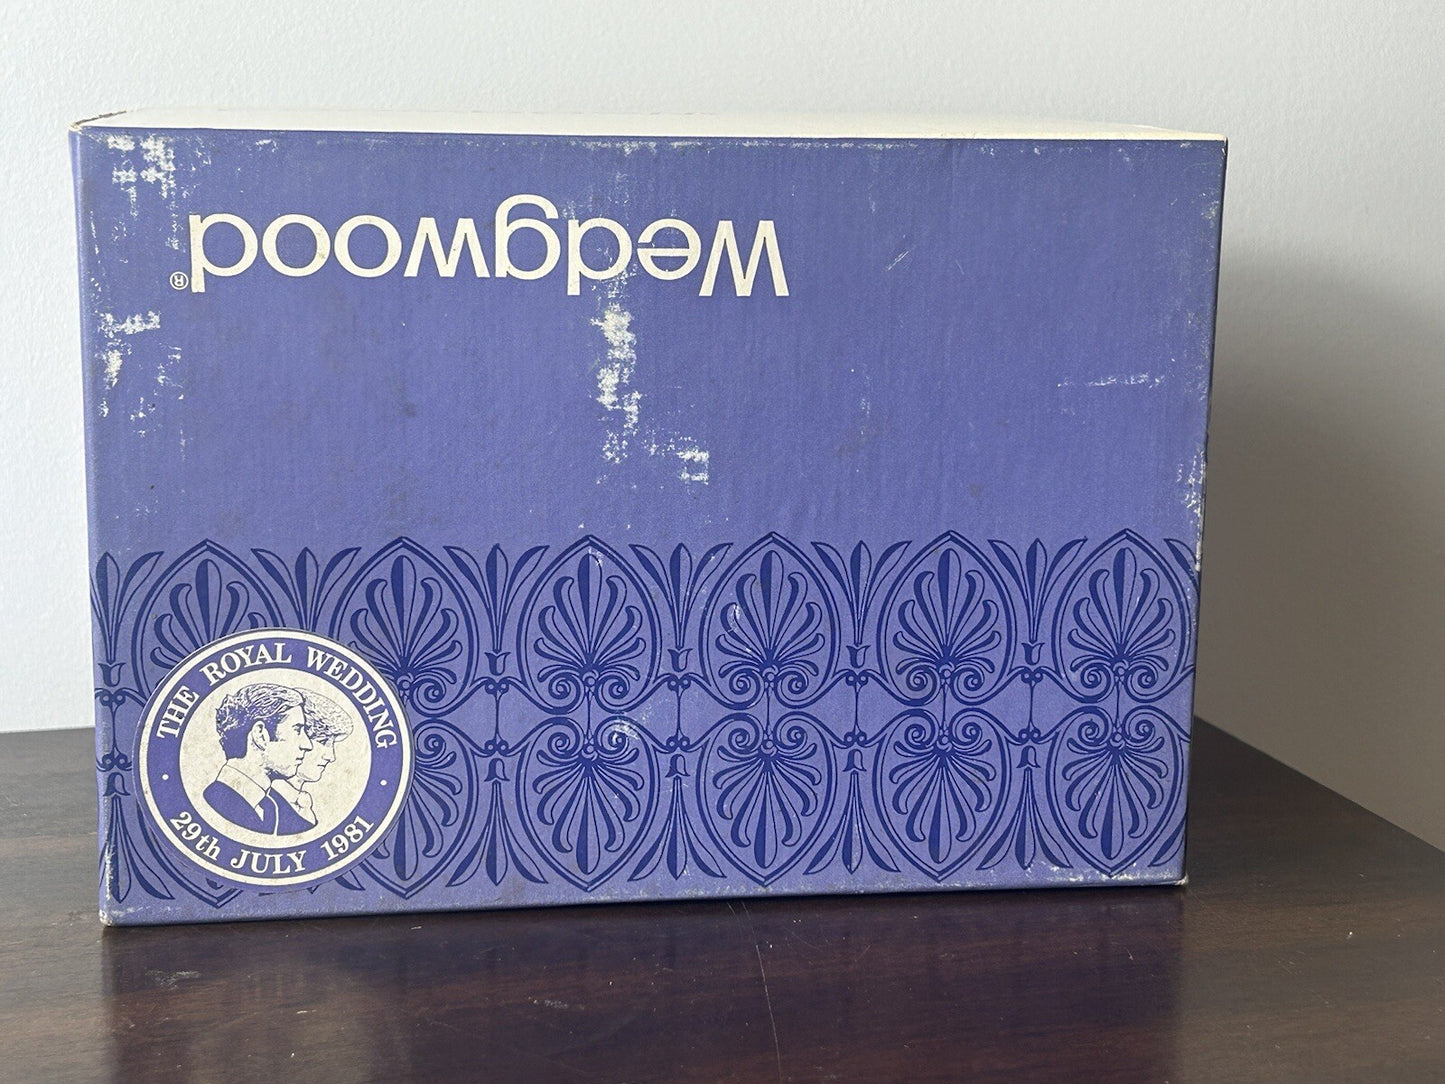 Wedgwood®
THE ROYAL WEDDING
· 29th JULY 1981 ·